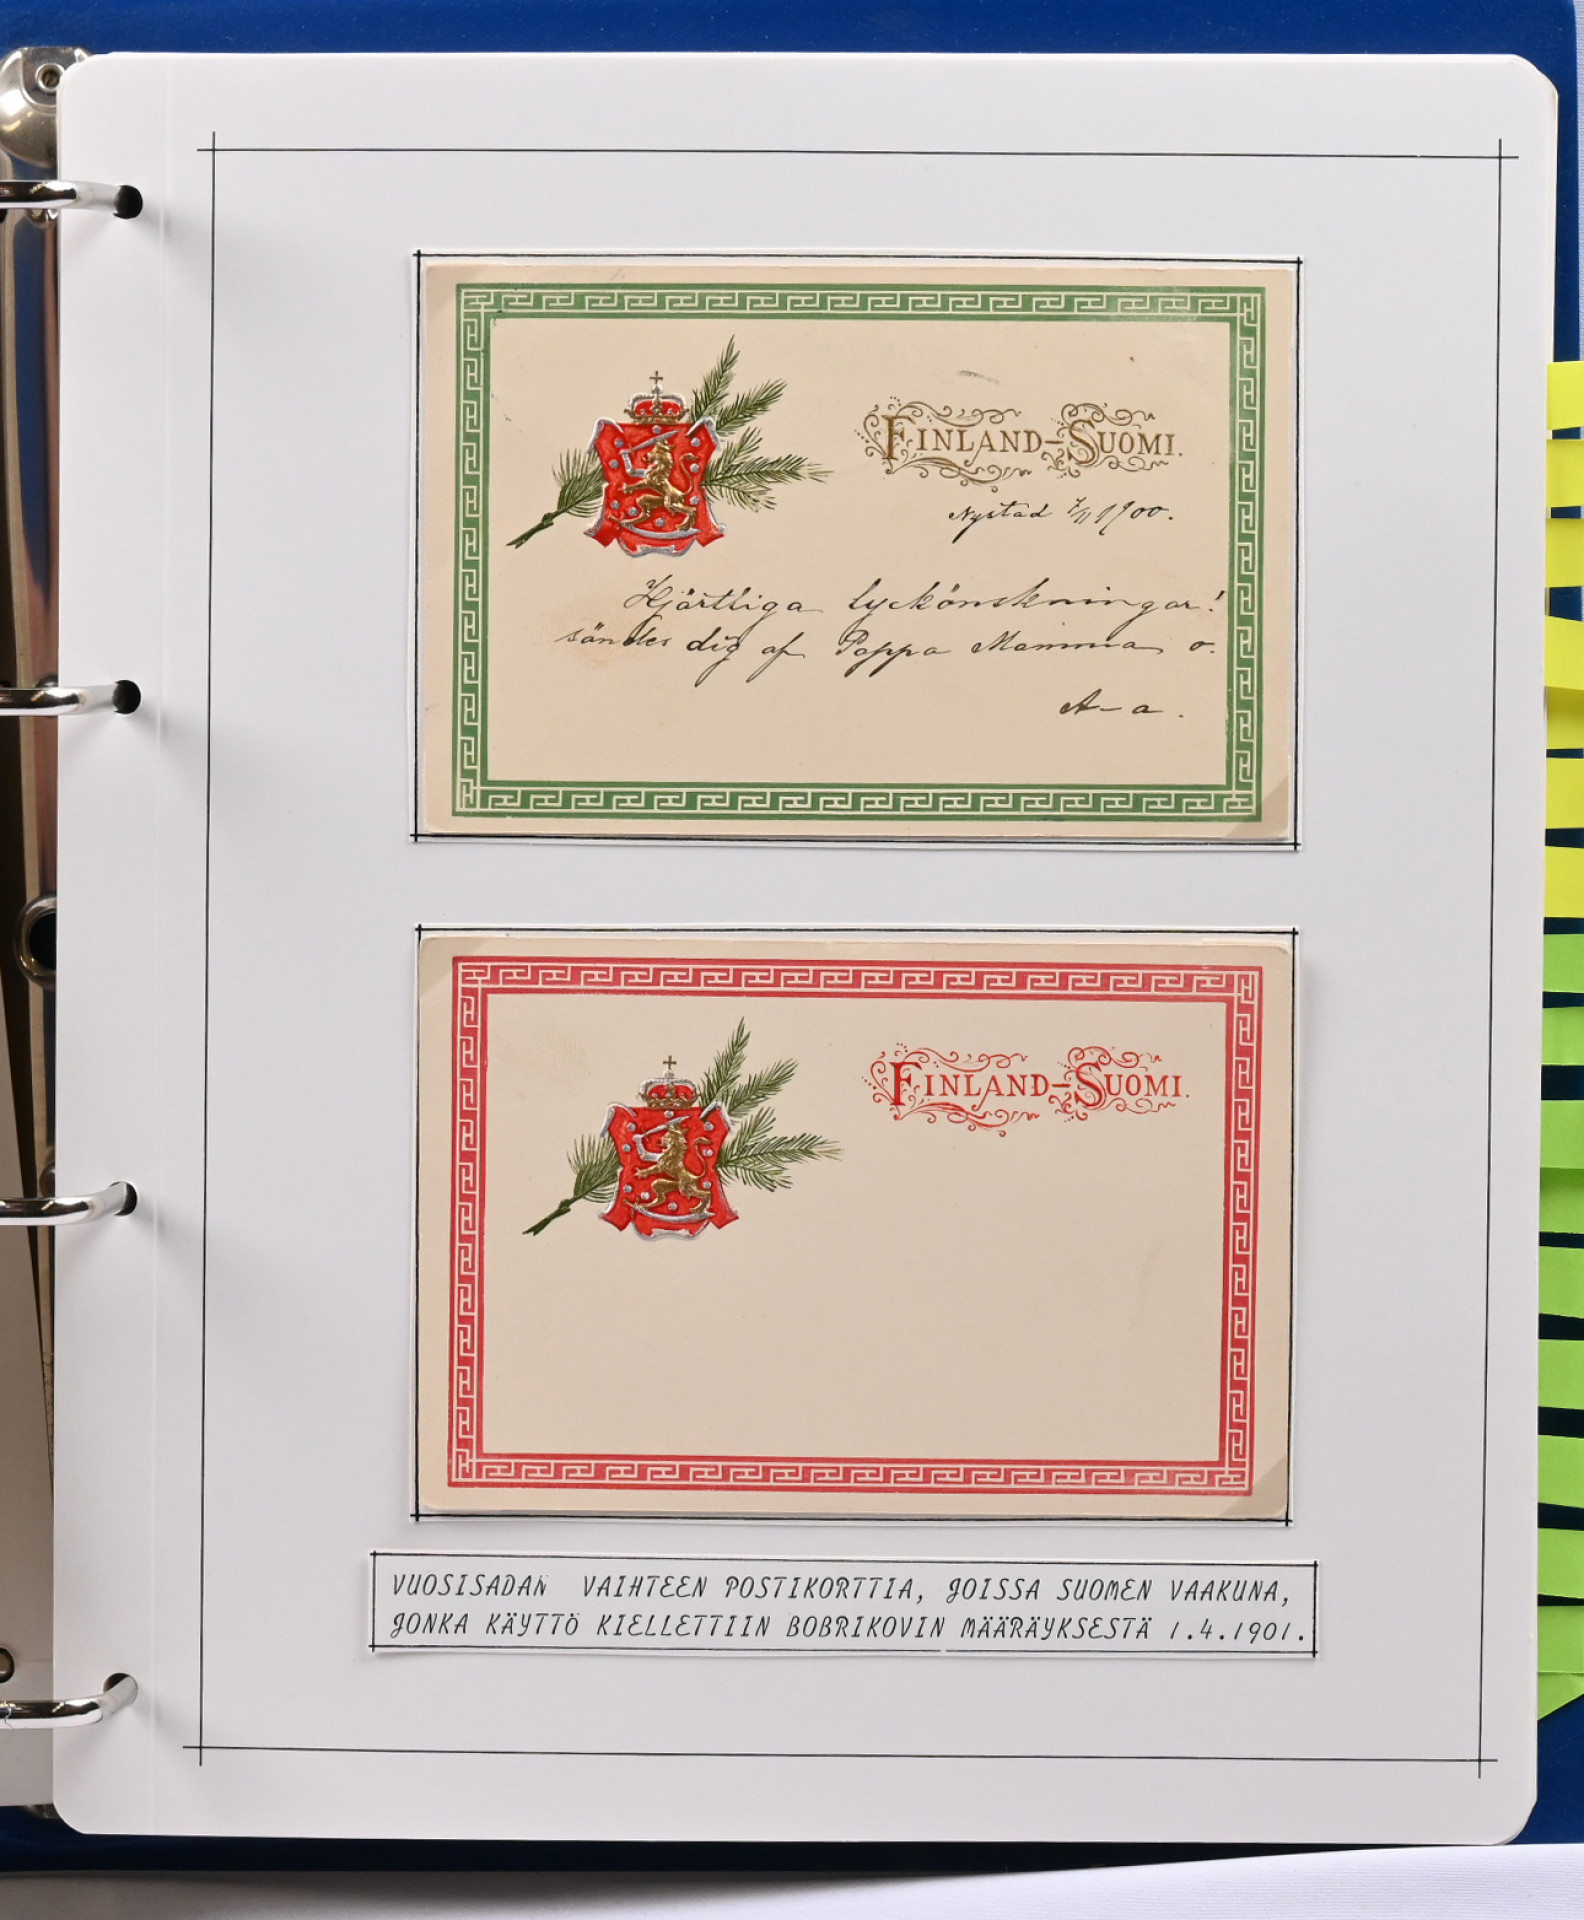 FINLAND-SUOMI.
Nystad 7/11 1900.
Hjärtliga lyckönskningar!
sändes dig af Pappa Mamma o.
A-a.
FINLAND-SUOMI.
VUOSISADAN VAIHTEEN POSTIKORTTIA, JOISSA SUOMEN VAAKUNA,
JONKA KÄYTTÖ KIELLETTIIN BOBRIKOVIN MÄÄRÄYKSESTÄ 1.4.1901.